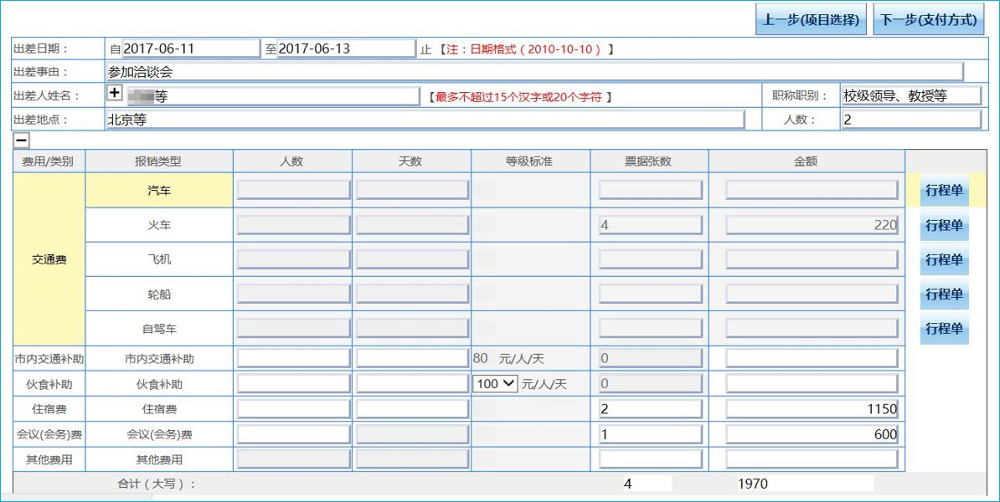 上一步(项目选择) 下一步(支付方式)
出差日期： 自 2017-06-11 至 2017-06-13 止 【注：日期格式（2010-10-10）】
出差事由： 参加洽谈会
出差人姓名： + 等 【最多不超过15个汉字或20个字符 】 职称职别： 校级领导、教授等
出差地点： 北京等 人数： 2
费用/类别 报销类型 人数 天数 等级标准 票据张数 金额
汽车 行程单
火车 4 220 行程单
交通费 飞机 行程单
轮船 行程单
自驾车 行程单
市内交通补助 市内交通补助 80 元/人/天 0
伙食补助 伙食补助 100 元/人/天 0
住宿费 住宿费 2 1150
会议(会务)费 会议(会务)费 1 600
其他费用 其他费用
合计（大写）： 4 1970